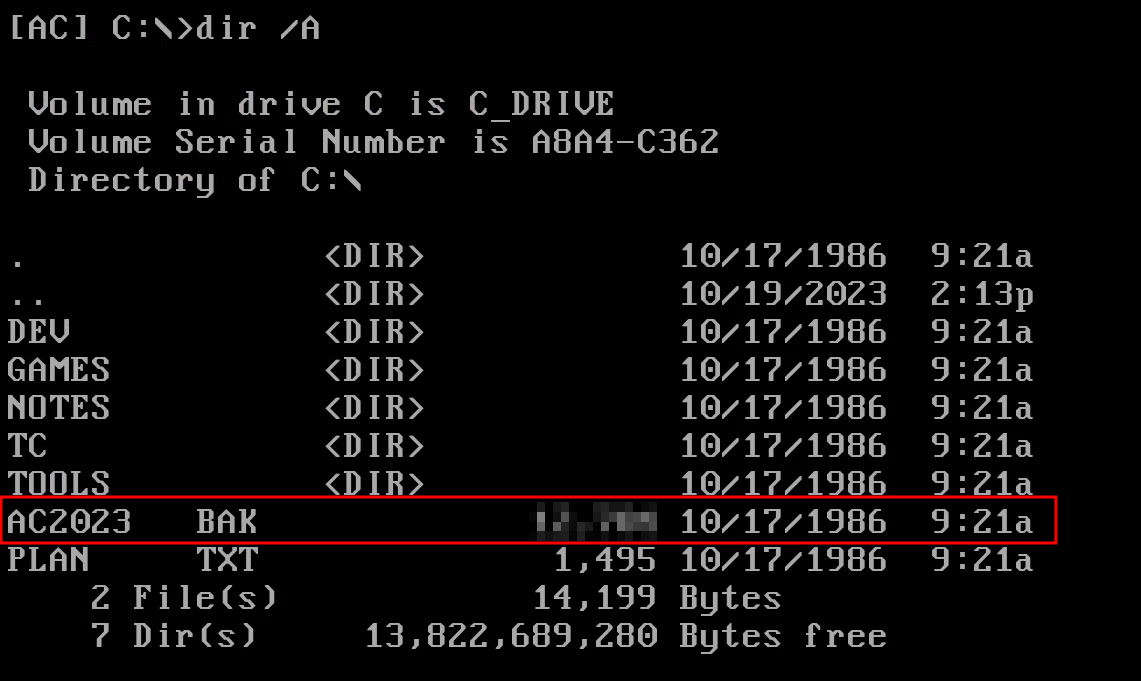 [AC] C:\>dir /A
Volume in drive C is C_DRIVE
Volume Serial Number is A8A4-C362
Directory of C:\
. <DIR> 10/17/1986 9:21a
.. <DIR> 10/19/2023 2:13p
DEV <DIR> 10/17/1986 9:21a
GAMES <DIR> 10/17/1986 9:21a
NOTES <DIR> 10/17/1986 9:21a
TC <DIR> 10/17/1986 9:21a
TOOLS <DIR> 10/17/1986 9:21a
AC2023 BAK 10/17/1986 9:21a
PLAN TXT 1,495 10/17/1986 9:21a
2 File(s) 14,199 Bytes
7 Dir(s) 13,822,689,280 Bytes free